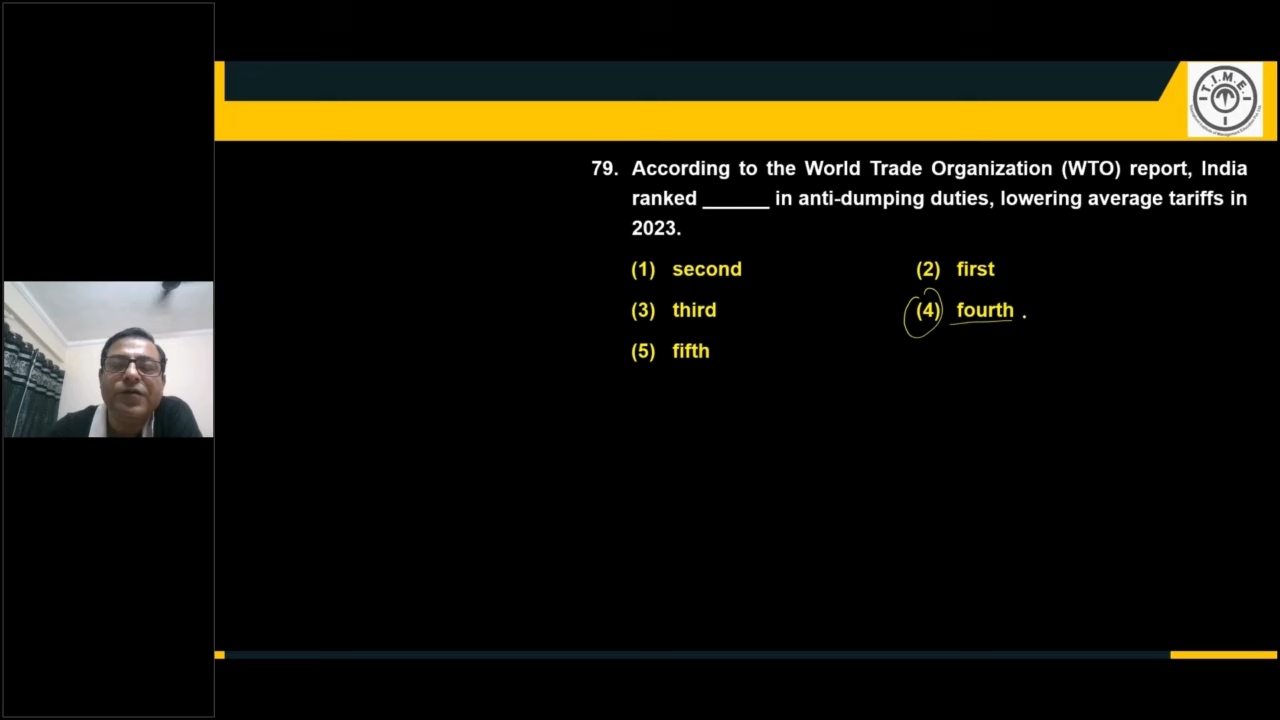 T.I.M.E.
79. According to the World Trade Organization (WTO) report, India
ranked ______ in anti-dumping duties, lowering average tariffs in
2023.
(1) second (2) first
(3) third (4) fourth .
(5) fifth